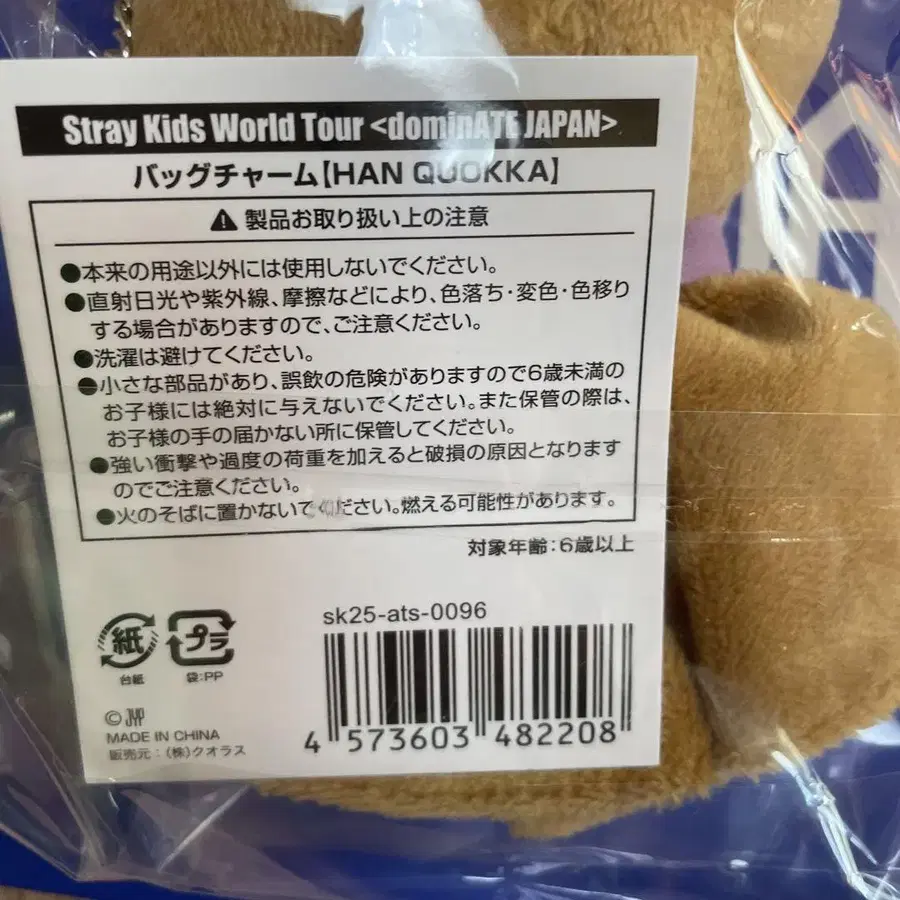 Stray Kids World Tour <dominATE JAPAN>
バッグチャーム【HAN QUOKKA】
⚠ 製品お取り扱い上の注意
●本来の用途以外には使用しないでください。
●直射日光や紫外線、摩擦などにより、色落ち・変色・色移り
する場合がありますので、ご注意ください。
●洗濯は避けてください。
●小さな部品があり、誤飲の危険がありますので6歳未満の
お子様には絶対に与えないでください。また保管の際は、
お子様の手の届かない所に保管してください。
●強い衝撃や過度の荷重を加えると破損の原因となります
のでご注意ください。
●火のそばに置かないでください。燃える可能性があります。
対象年齢：6歳以上
sk25-ats-0096
紙 プラ
台紙 袋：PP
© JYP
MADE IN CHINA
販売元：(株)クオラス
4 573603 482208